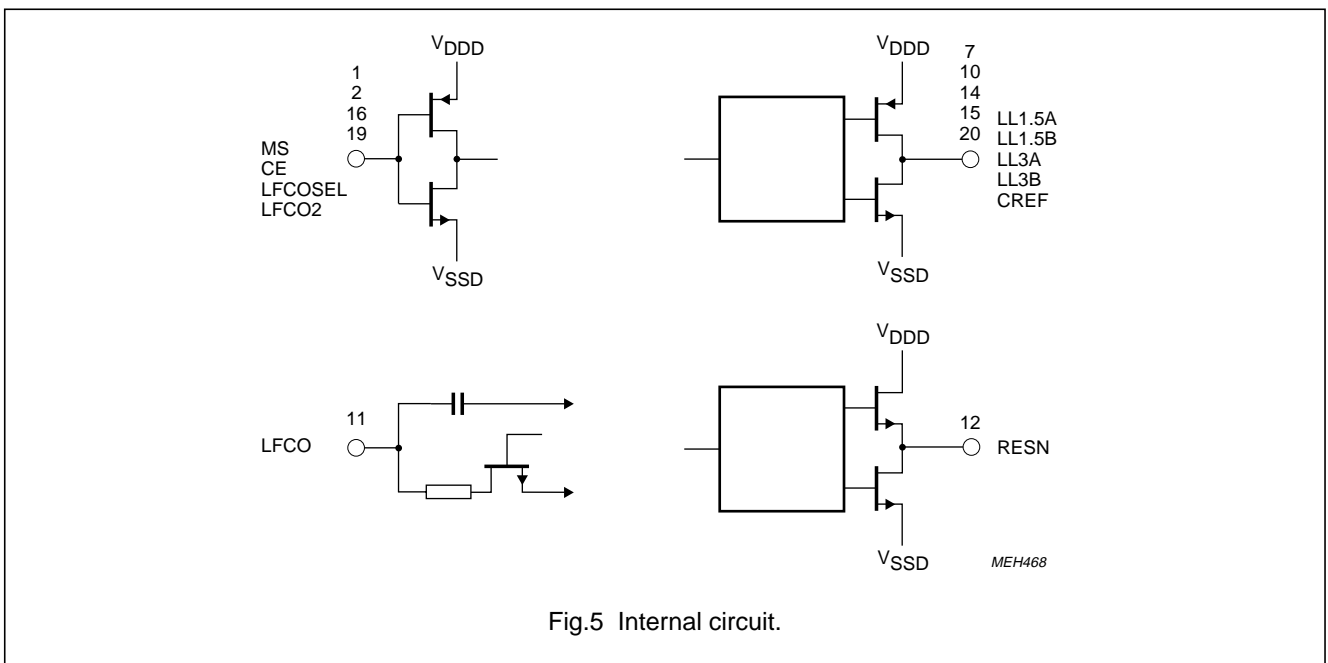 VDDD
1
2
16
19
MS
CE
LFCOSEL
LFCO2
VSSD
VDDD
7
10
14
15
20
LL1.5A
LL1.5B
LL3A
LL3B
CREF
VSSD
11
LFCO
VDDD
12
RESN
VSSD
MEH468
Fig.5 Internal circuit.